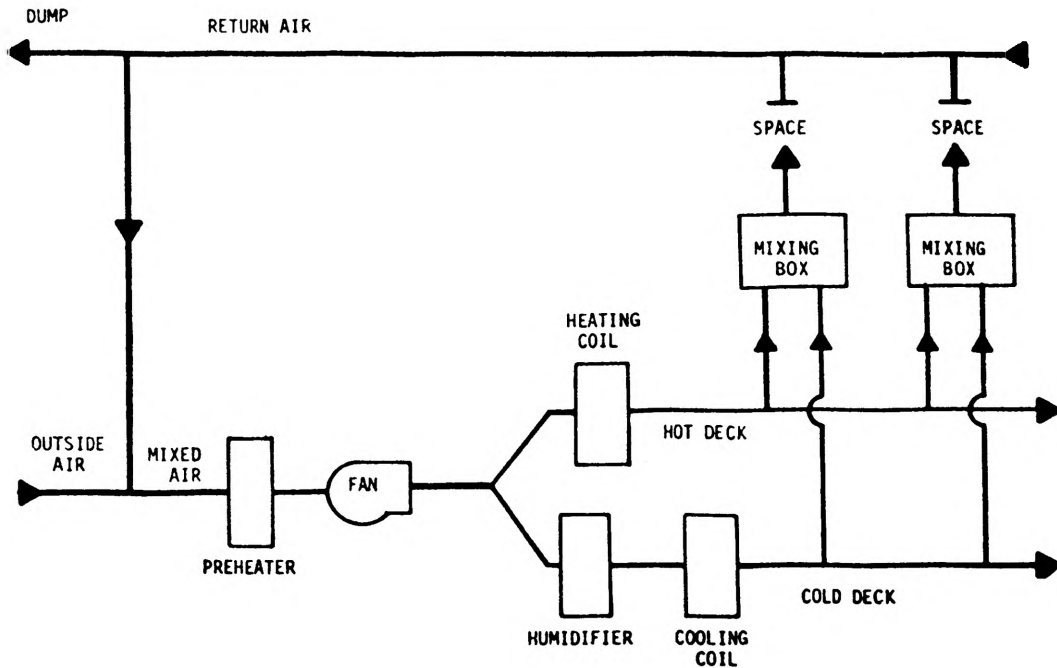 DUMP
RETURN AIR
SPACE
SPACE
MIXING
BOX
MIXING
BOX
HEATING
COIL
HOT DECK
OUTSIDE
AIR
MIXED
AIR
FAN
PREHEATER
COLD DECK
HUMIDIFIER
COOLING
COIL